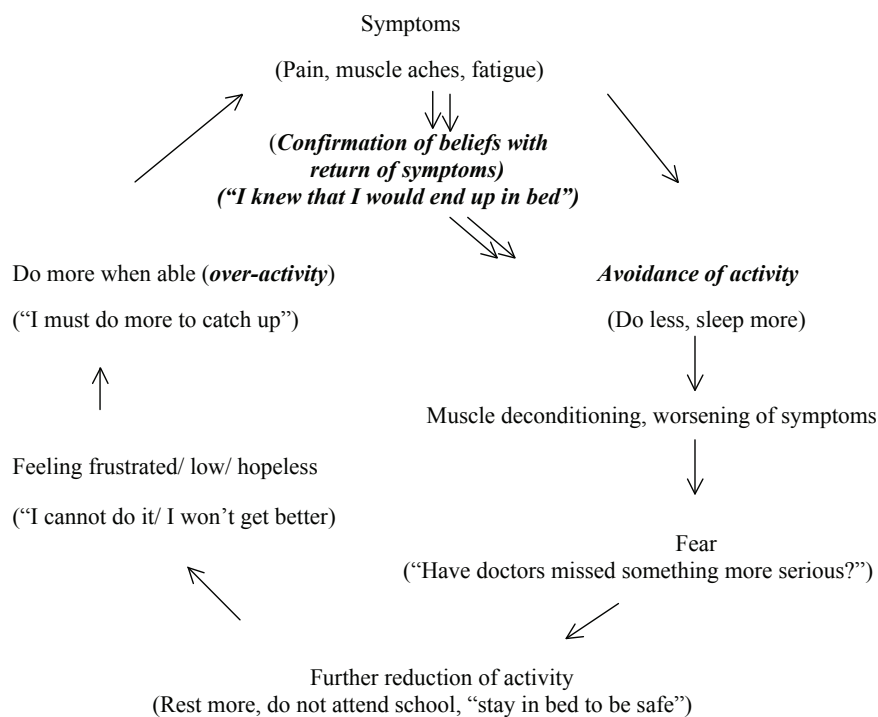 Symptoms
(Pain, muscle aches, fatigue)
(Confirmation of beliefs with
return of symptoms)
(“I knew that I would end up in bed”)
Do more when able (over-activity)
(“I must do more to catch up”)
Avoidance of activity
(Do less, sleep more)
Muscle deconditioning, worsening of symptoms
Feeling frustrated/ low/ hopeless
(“I cannot do it/ I won’t get better)
Fear
(“Have doctors missed something more serious?”)
Further reduction of activity
(Rest more, do not attend school, “stay in bed to be safe”)